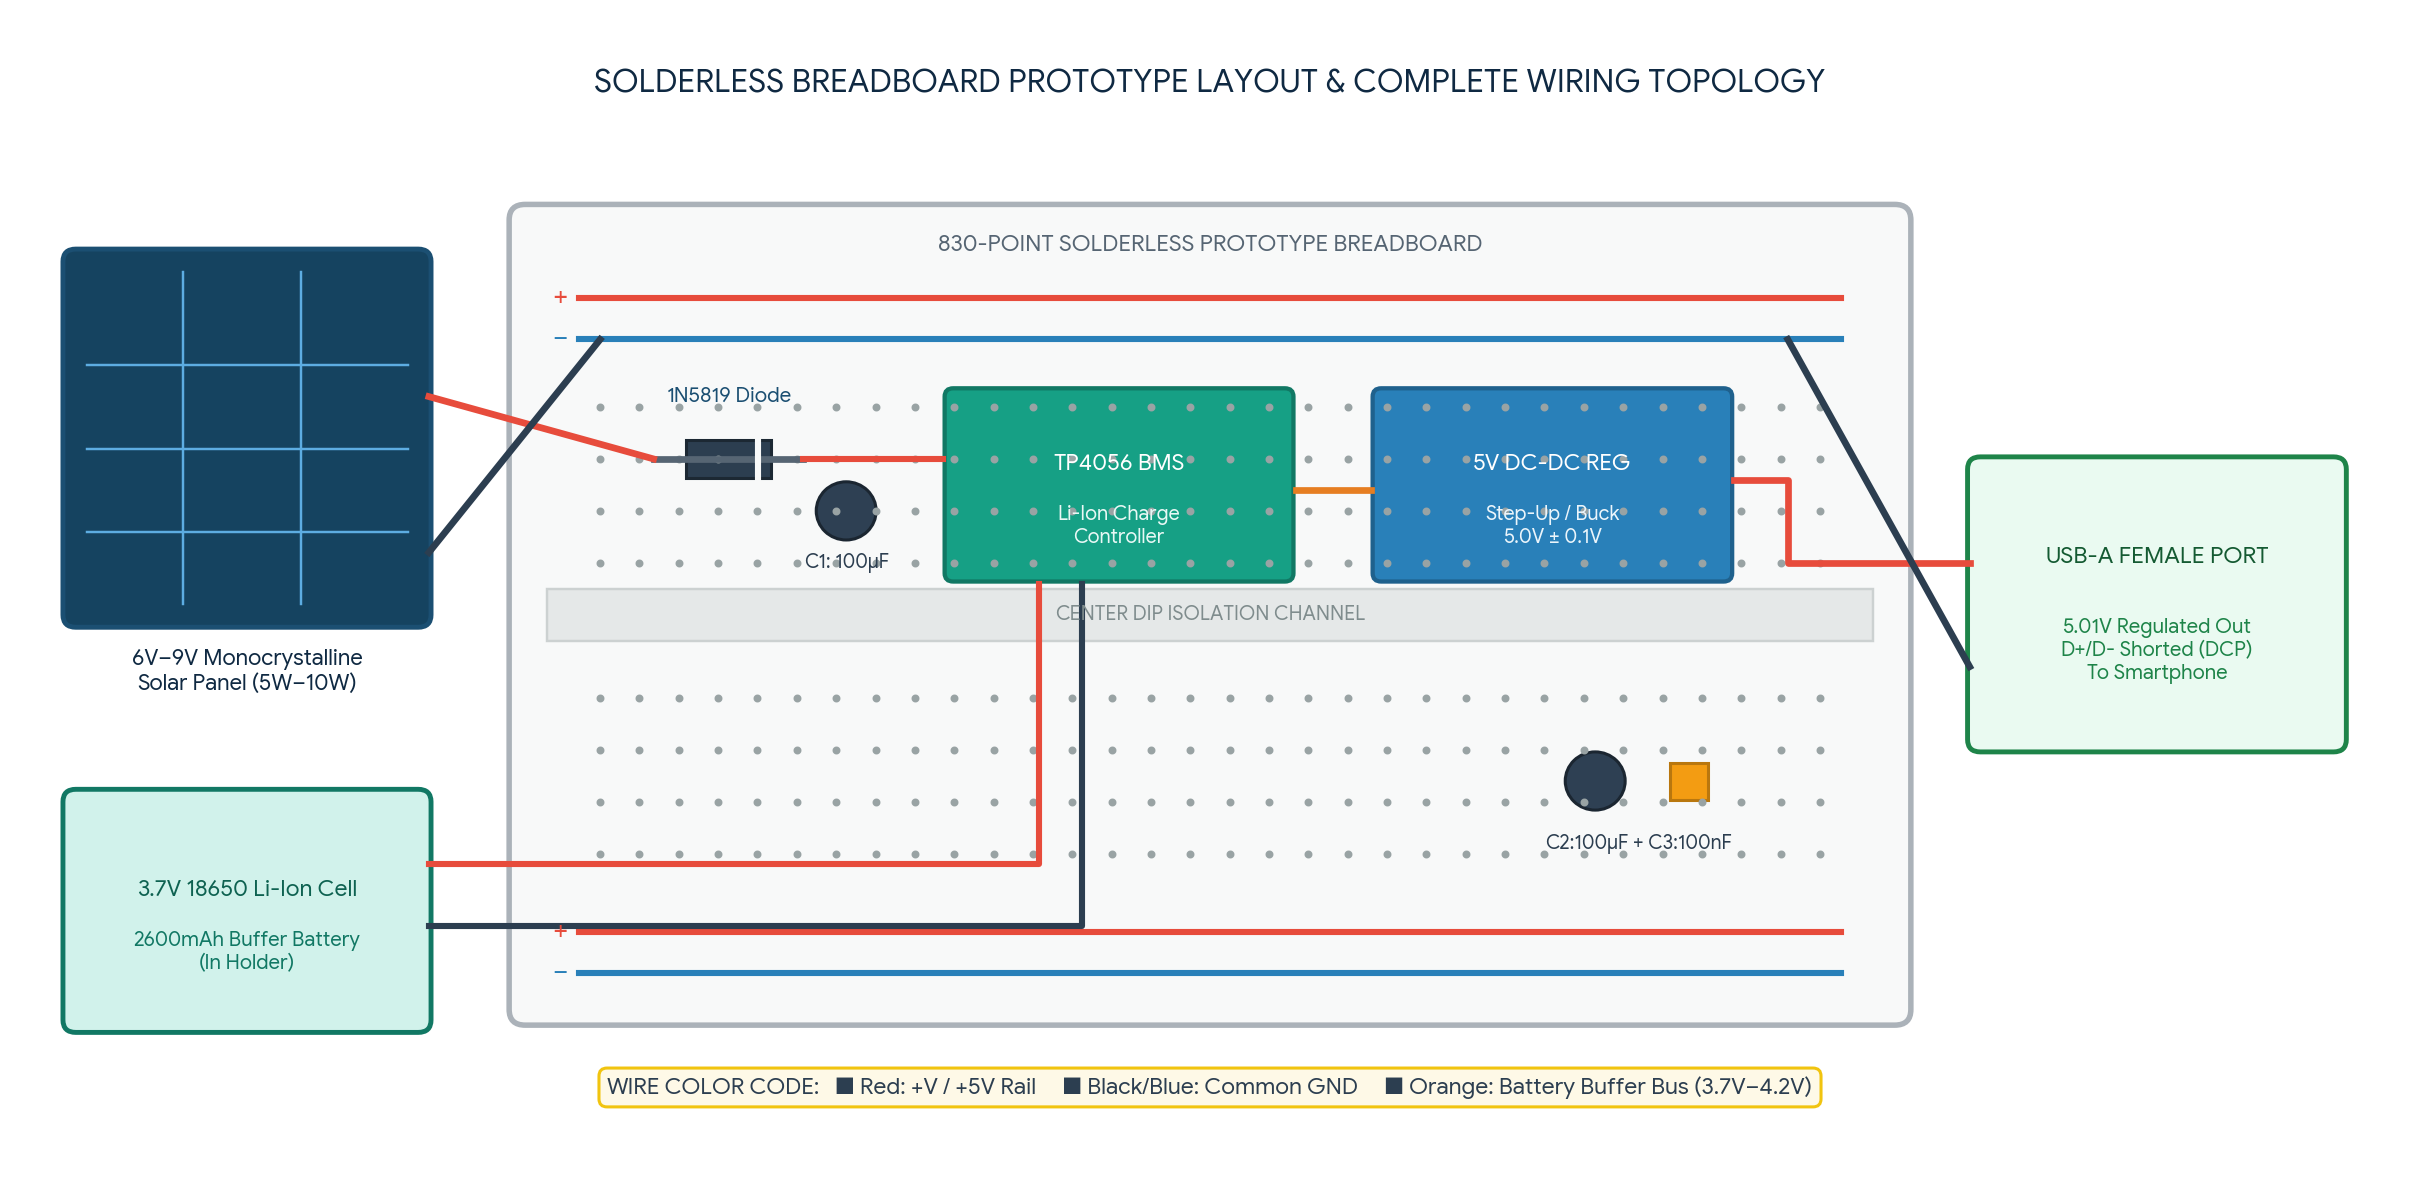 SOLDERLESS BREADBOARD PROTOTYPE LAYOUT & COMPLETE WIRING TOPOLOGY
830-POINT SOLDERLESS PROTOTYPE BREADBOARD
+
−
1N5819 Diode
TP4056 BMS
Li-Ion Charge
Controller
5V DC-DC REG
Step-Up / Buck
5.0V ± 0.1V
C1: 100µF
CENTER DIP ISOLATION CHANNEL
USB-A FEMALE PORT
5.01V Regulated Out
D+/D- Shorted (DCP)
To Smartphone
6V–9V Monocrystalline
Solar Panel (5W–10W)
C2:100µF + C3:100nF
3.7V 18650 Li-Ion Cell
2600mAh Buffer Battery
(In Holder)
+
−
WIRE COLOR CODE: ■ Red: +V / +5V Rail ■ Black/Blue: Common GND ■ Orange: Battery Buffer Bus (3.7V–4.2V)